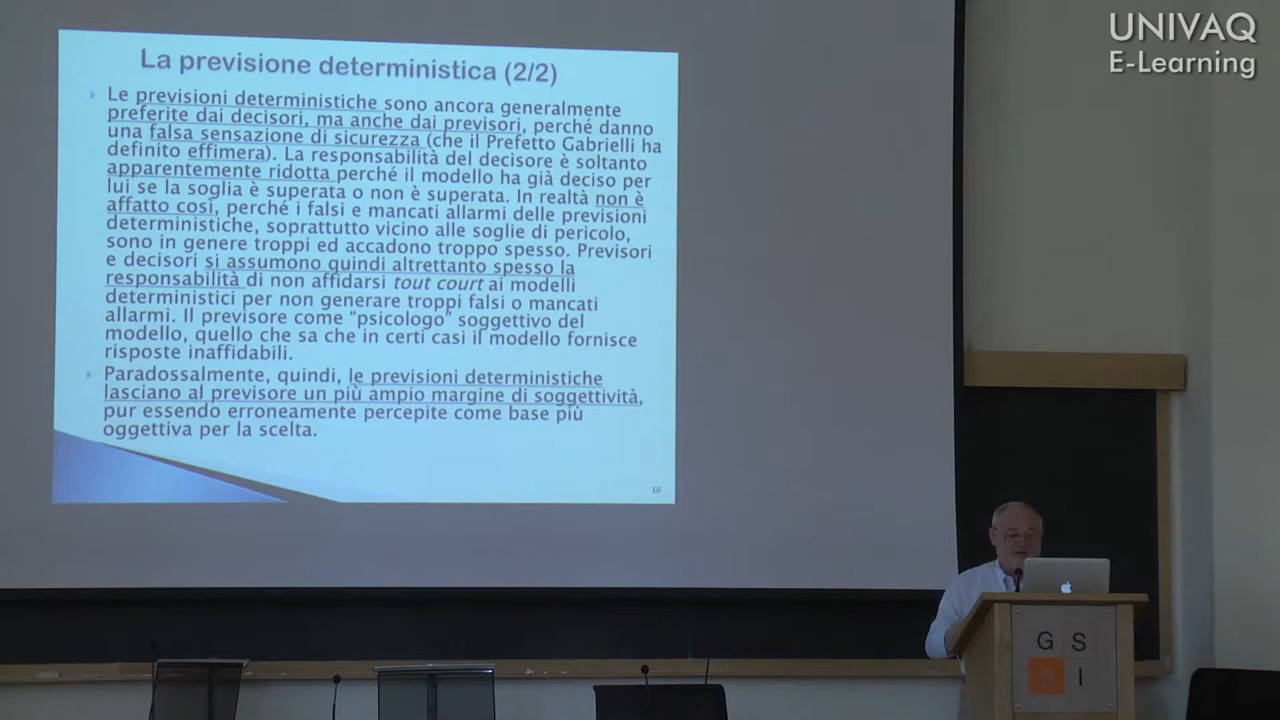 UNIVAQ
E-Learning
La previsione deterministica (2/2)
Le previsioni deterministiche sono ancora generalmente
preferite dai decisori, ma anche dai previsori, perché danno
una falsa sensazione di sicurezza (che il Prefetto Gabrielli ha
definito effimera). La responsabilità del decisore è soltanto
apparentemente ridotta perché il modello ha già deciso per
lui se la soglia è superata o non è superata. In realtà non è
affatto così, perché i falsi e mancati allarmi delle previsioni
deterministiche, soprattutto vicino alle soglie di pericolo,
sono in genere troppi ed accadono troppo spesso. Previsori
e decisori si assumono quindi altrettanto spesso la
responsabilità di non affidarsi tout court ai modelli
deterministici per non generare troppi falsi o mancati
allarmi. Il previsore come “psicologo” soggettivo del
modello, quello che sa che in certi casi il modello fornisce
risposte inaffidabili.
Paradossalmente, quindi, le previsioni deterministiche
lasciano al previsore un più ampio margine di soggettività,
pur essendo erroneamente percepite come base più
oggettiva per la scelta.
10
G S
I